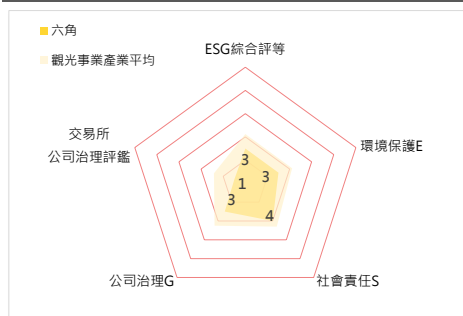 六角
觀光事業產業平均
ESG綜合評等
交易所
公司治理評鑑
環境保護E
3
3
1
3
4
公司治理G
社會責任S